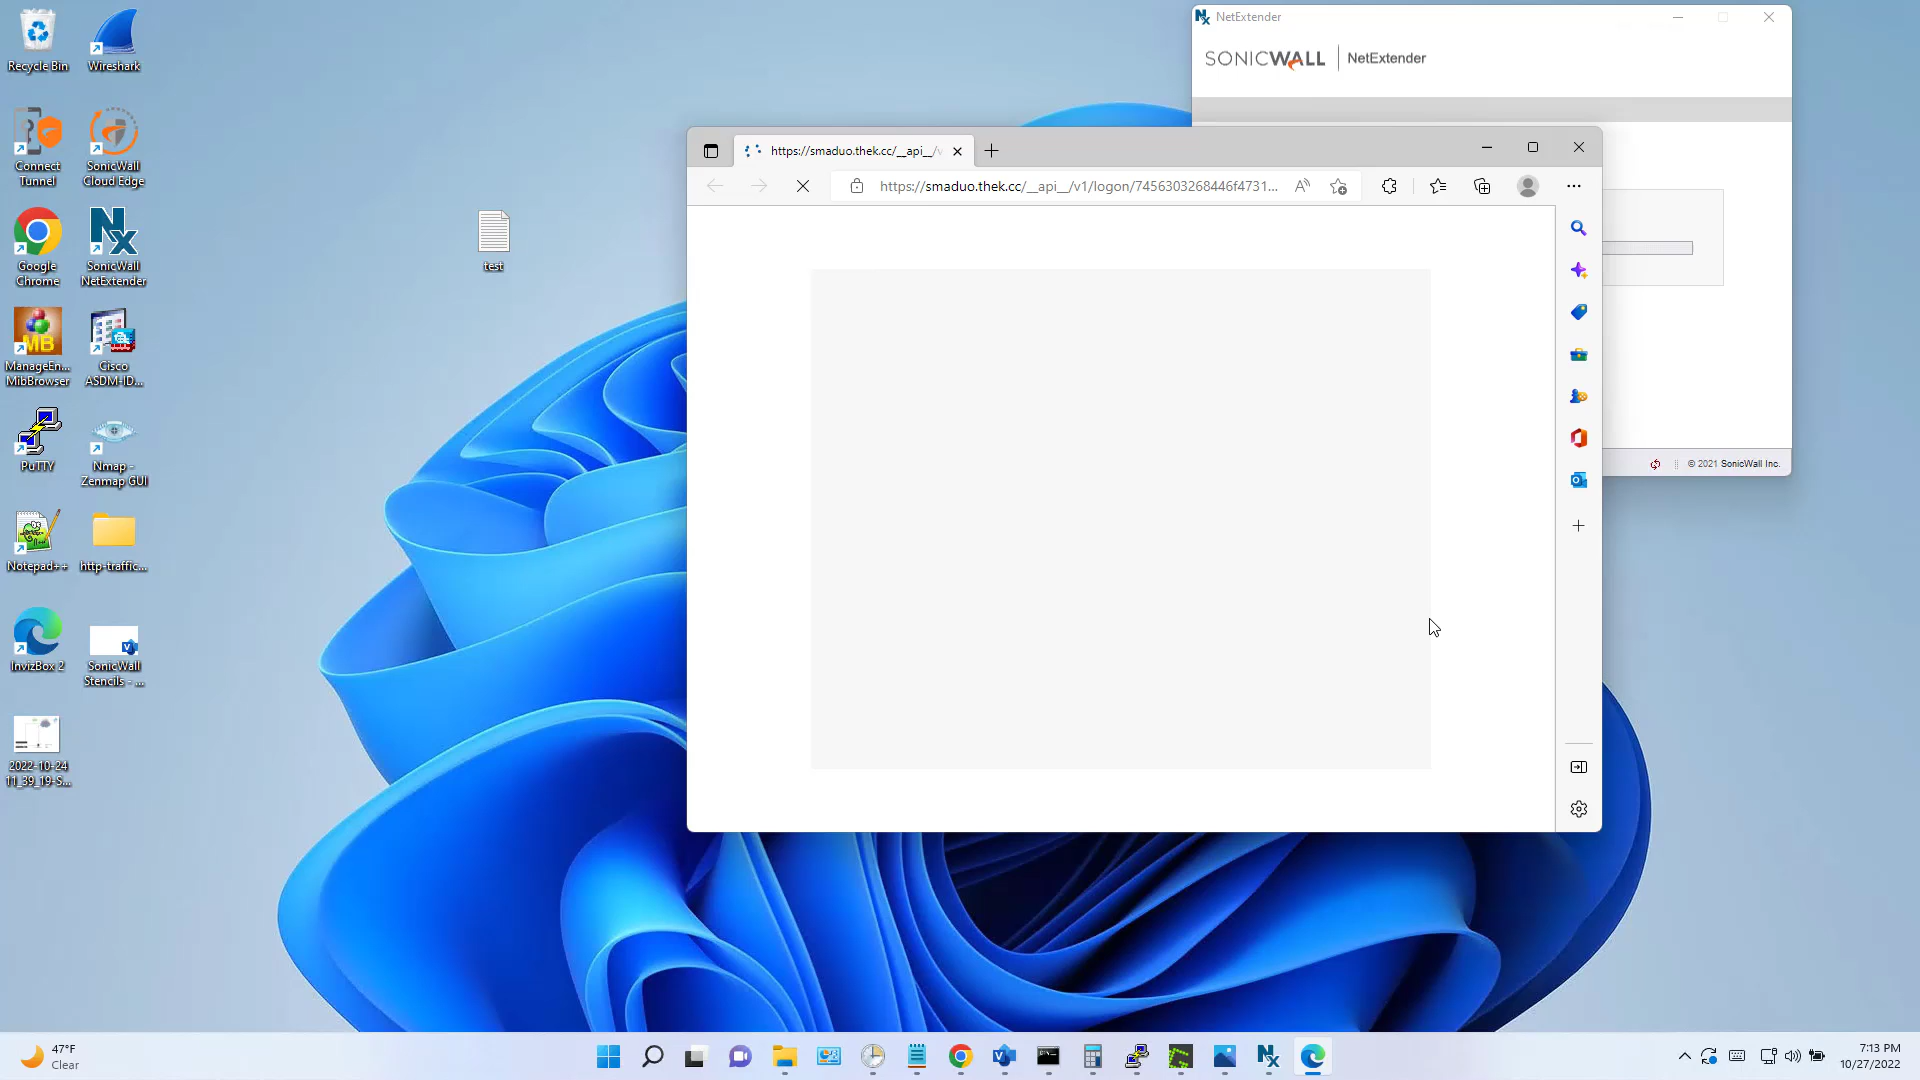 Recycle Bin
Wireshark
Connect
Tunnel
SonicWall
Cloud Edge
Google
Chrome
SonicWall
NetExtender
ManageEn...
MibBrowser
Cisco
ASDM-ID...
PuTTY
Nmap -
Zenmap GUI
Notepad++
http-traffic...
InvizBox 2
SonicWall
Stencils - ...
2022-10-24
11_39_19-S...
test
NetExtender
SONICWALL NetExtender
https://smaduo.thek.cc/__api__/v
https://smaduo.thek.cc/__api__/v1/logon/7456303268446f4731...
© 2021 SonicWall Inc.
47°F
Clear
7:13 PM
10/27/2022